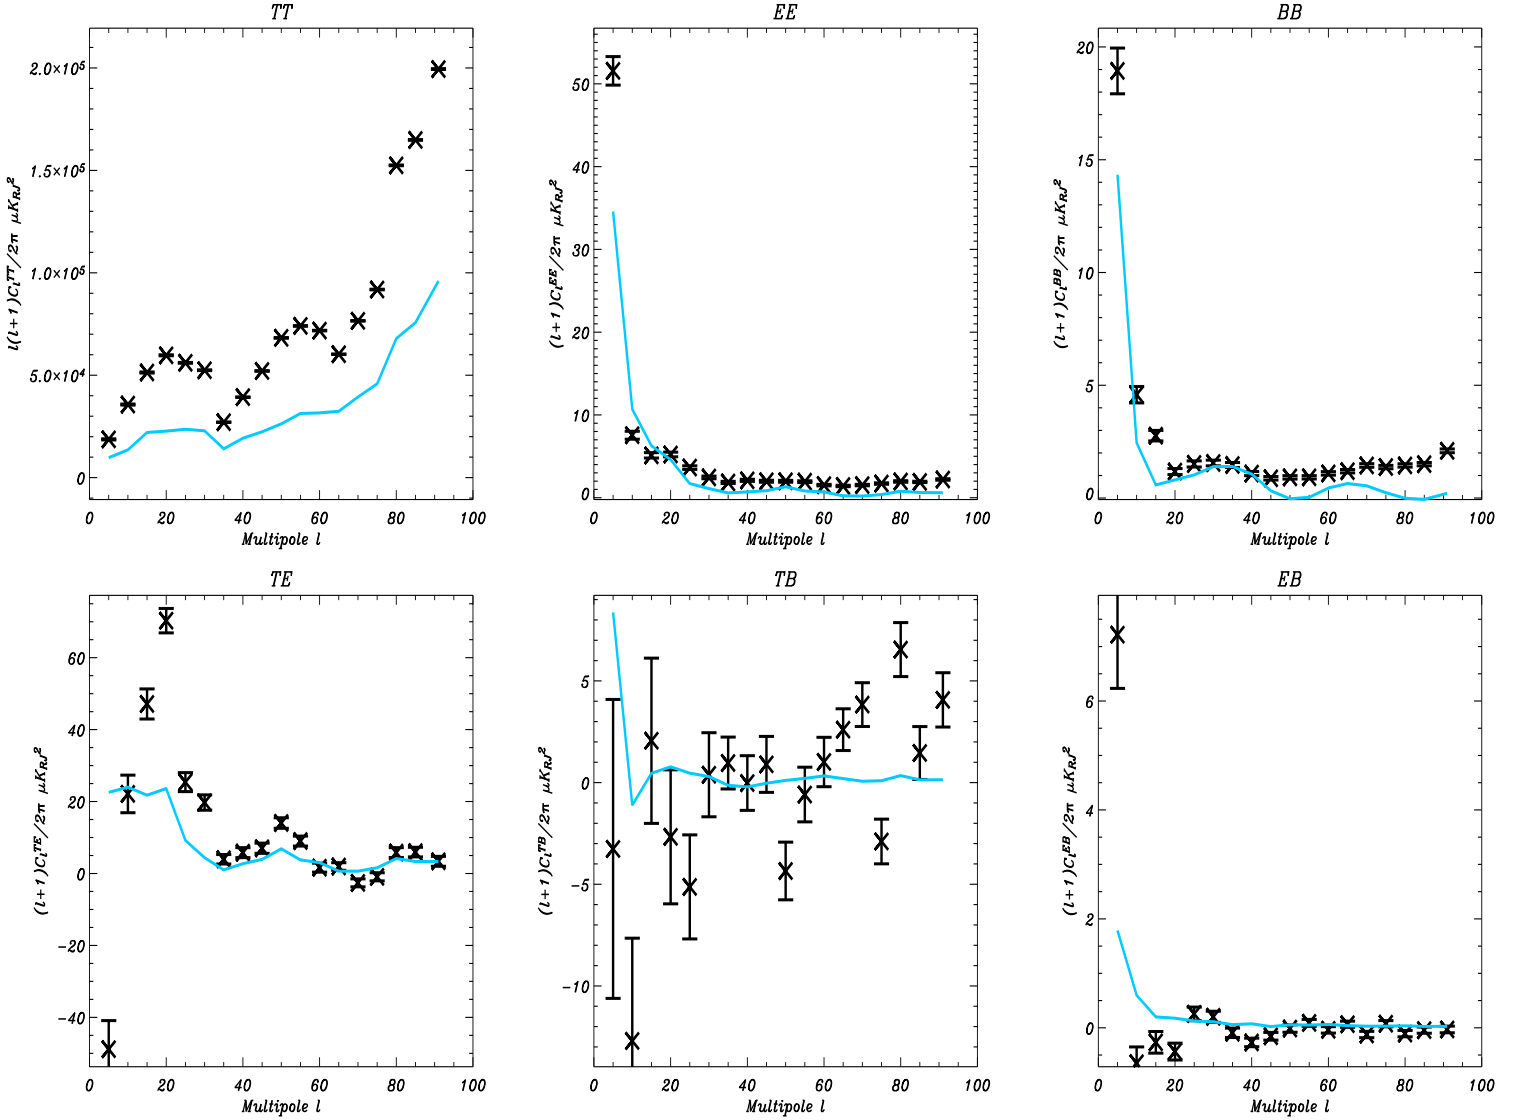 TT
EE
BB
l(l+1)C_l^TT/2π μK_RJ^2
2.0×10^5
1.5×10^5
1.0×10^5
5.0×10^4
0
0 20 40 60 80 100
Multipole l
(l+1)C_l^EE/2π μK_RJ^2
50
40
30
20
10
0
0 20 40 60 80 100
Multipole l
(l+1)C_l^BB/2π μK_RJ^2
20
15
10
5
0
0 20 40 60 80 100
Multipole l
TE
TB
EB
(l+1)C_l^TE/2π μK_RJ^2
60
40
20
0
-20
-40
0 20 40 60 80 100
Multipole l
(l+1)C_l^TB/2π μK_RJ^2
5
0
-5
-10
0 20 40 60 80 100
Multipole l
(l+1)C_l^EB/2π μK_RJ^2
6
4
2
0
0 20 40 60 80 100
Multipole l